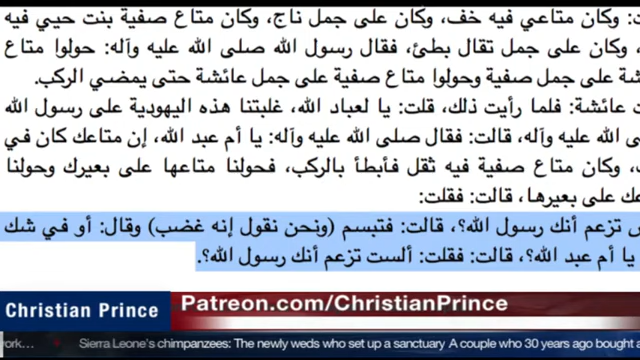 ت: وكان متاعي فيه خف، وكان على جمل ناج، وكان متاع صفية بنت حيي فيه
، وكان على جمل ثقال بطئ، فقال رسول الله صلى الله عليه وآله: حولوا متاع
شة على جمل صفية وحولوا متاع صفية على جمل عائشة حتى يمضي الركب.
ت عائشة: فلما رأيت ذلك، قلت: يا لعباد الله، غلبتنا هذه اليهودية على رسول الله
ى الله عليه وآله، قالت: فقال صلى الله عليه وآله: يا أم عبد الله، إن متاعك كان في
، وكان متاع صفية فيه ثقل فأبطأ بالركب، فحولنا متاعها على بعيرك وحولنا
عك على بعيرها، قالت: فقلت:
س تزعم أنك رسول الله؟، قالت: فتبسم (ونحن نقول إنه غضب) وقال: أو في شك
يا أم عبد الله؟، قالت: فقلت: ألست تزعم أنك رسول الله؟.
Christian Prince
Patreon.com/ChristianPrince
work... Sierra Leone's chimpanzees: The newly weds who set up a sanctuary A couple who 30 years ago bought a